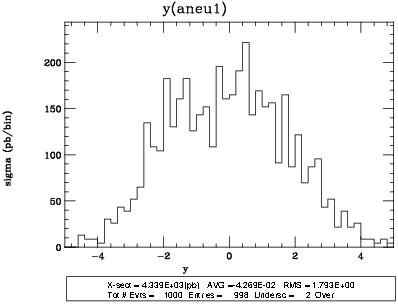 y(aneu1)
sigma (pb/bin)
200
150
100
50
0
−4 −2 0 2 4
y
X-sect = 4.339E+03(pb) AVG =-4.269E-02 RMS = 1.793E+00
Tot # Evts = 1000 Entries = 998 Undersc = 2 Over